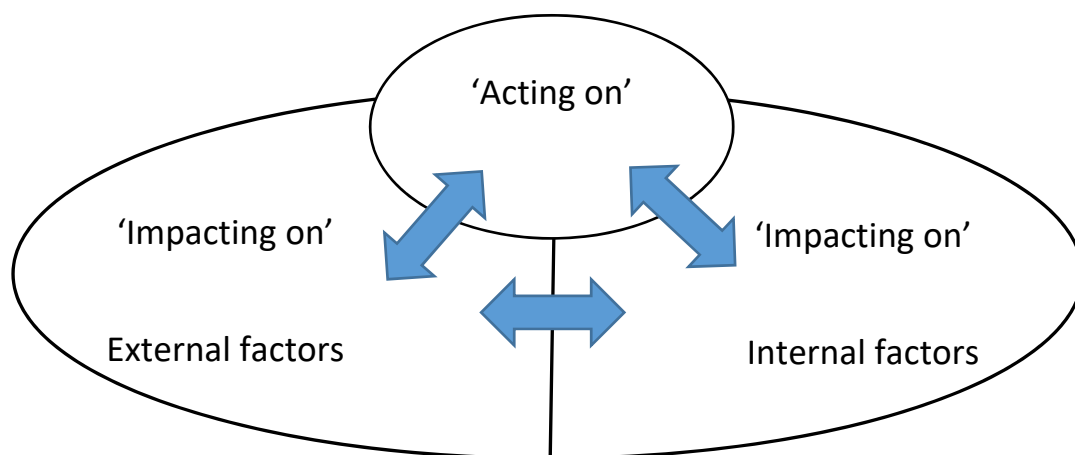 ‘Acting on’
‘Impacting on’
‘Impacting on’
External factors
Internal factors